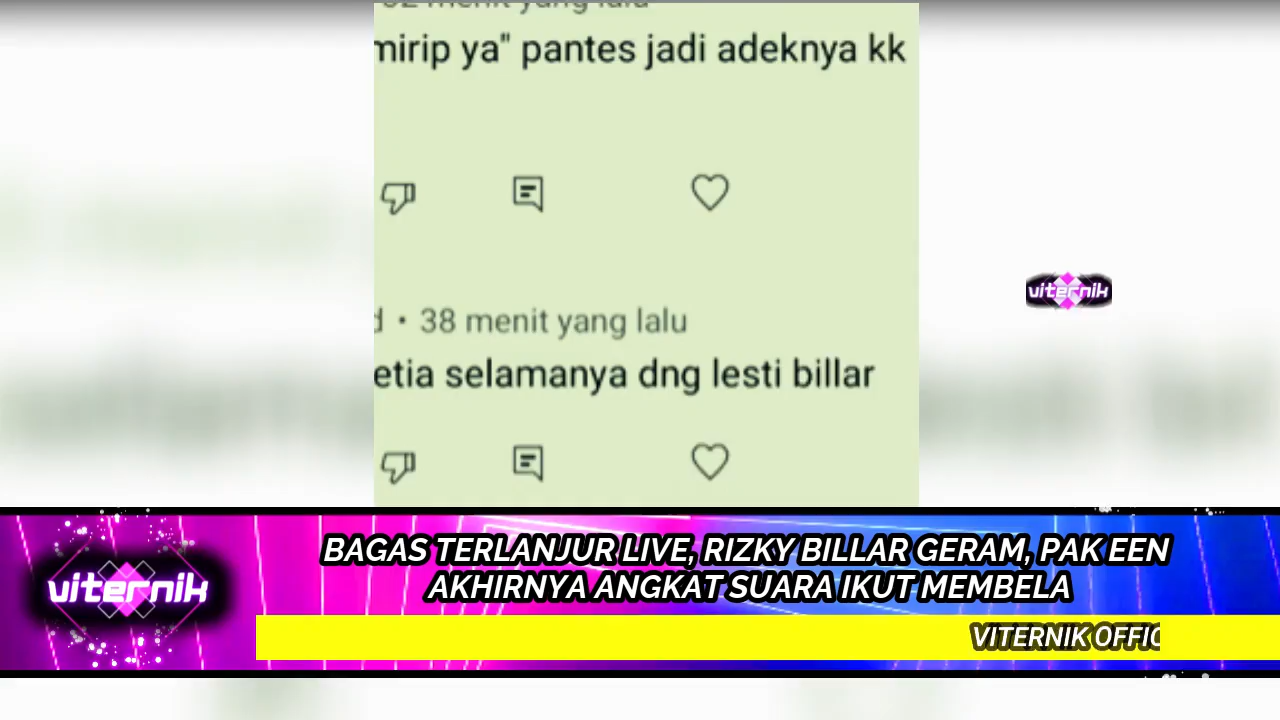 mirip ya" pantes jadi adeknya kk
38 menit yang lalu
etia selamanya dng lesti billar
viternik
BAGAS TERLANJUR LIVE, RIZKY BILLAR GERAM, PAK EEN
AKHIRNYA ANGKAT SUARA IKUT MEMBELA
viternik
VITERNIK OFFIC